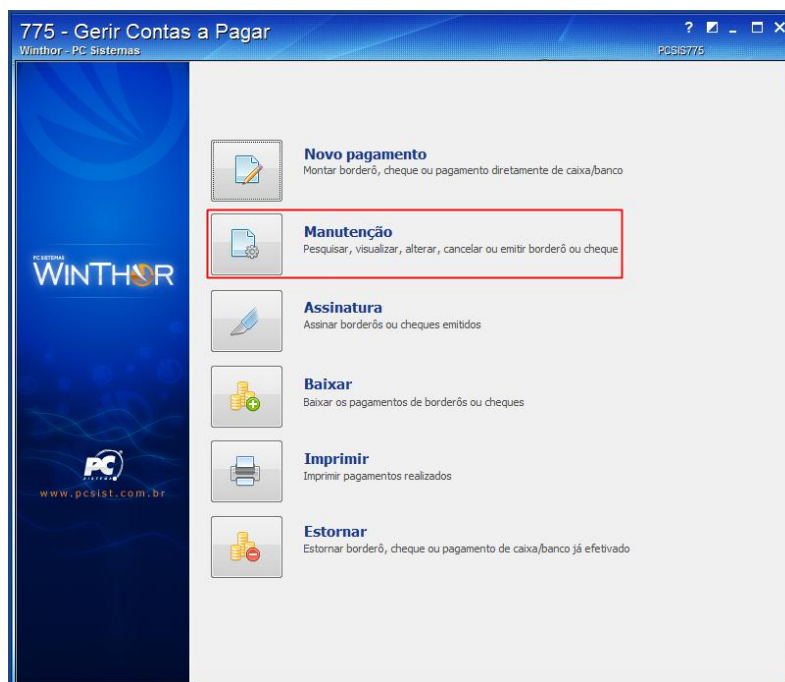 775 - Gerir Contas a Pagar
Winthor - PC Sistemas
PCSIS775
Novo pagamento
Montar borderô, cheque ou pagamento diretamente de caixa/banco
Manutenção
Pesquisar, visualizar, alterar, cancelar ou emitir borderô ou cheque
PC SISTEMAS
WINTHOR
Assinatura
Assinar borderôs ou cheques emitidos
Baixar
Baixar os pagamentos de borderôs ou cheques
Imprimir
Imprimir pagamentos realizados
PC
SISTEMAS
www.pcsist.com.br
Estornar
Estornar borderô, cheque ou pagamento de caixa/banco já efetivado